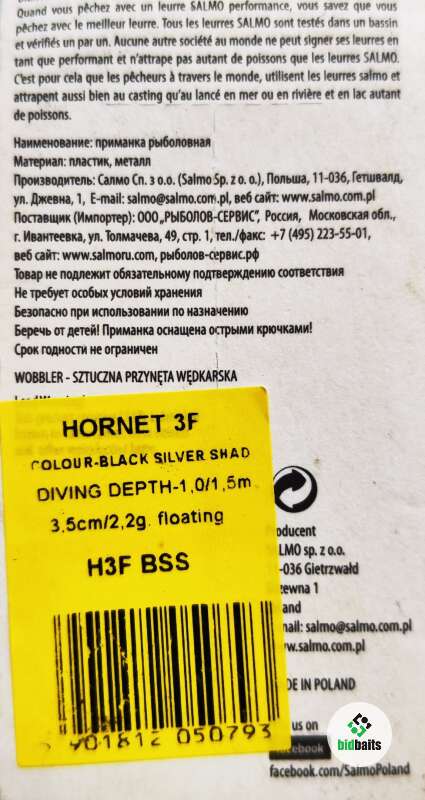 Quand vous pêchez avec un leurre SALMO performance, vous savez que vous
pêchez avec le meilleur leurre. Tous les leurres SALMO sont testés dans un bassin
et vérifiés un par un. Aucune autre société au monde ne peut signer ses leurres en
tant que performant et n'attrape pas autant de poissons que les leurres SALMO.
C'est pour cela que les pêcheurs à travers le monde, utilisent les leurres salmo et
attrapent aussi bien au casting qu'au lancé en mer ou en rivière et en lac autant
de poissons.
Наименование: приманка рыболовная
Материал: пластик, металл
Производитель: Салмо Сп. з о.о. (Salmo Sp. z o. o.), Польша, 11-036, Гетшвалд,
ул. Джевна, 1, E-mail: salmo@salmo.com.pl, веб сайт: www.salmo.com.pl
Поставщик (Импортер): ООО„РЫБОЛОВ-СЕРВИС", Россия, Московская обл.,
г. Ивантеевка, ул. Толмачева, 49, стр. 1, тел./факс: +7 (495) 223-55-01,
веб сайт: www.salmoru.com, рыболов-сервис.рф
Товар не подлежит обязательному подтверждению соответствия
Не требует особых условий хранения
Безопасно при использовании по назначению
Беречь от детей! Приманка оснащена острыми крючками!
Срок годности не ограничен
WOBBLER - SZTUCZNA PRZYNĘTA WĘDKARSKA
HORNET 3F
COLOUR-BLACK SILVER SHAD
DIVING DEPTH-1,0/1,5m
3,5cm/2,2g. floating
H3F BSS
901812 050793
oducent
LMO sp. z o.o.
-036 Gietrzwałd
zewna 1
land
mail: salmo@salmo.com.pl
ww.salmo.com.pl
DE IN POLAND
us on
facebook
facebook.com/SalmoPoland
bidbaits